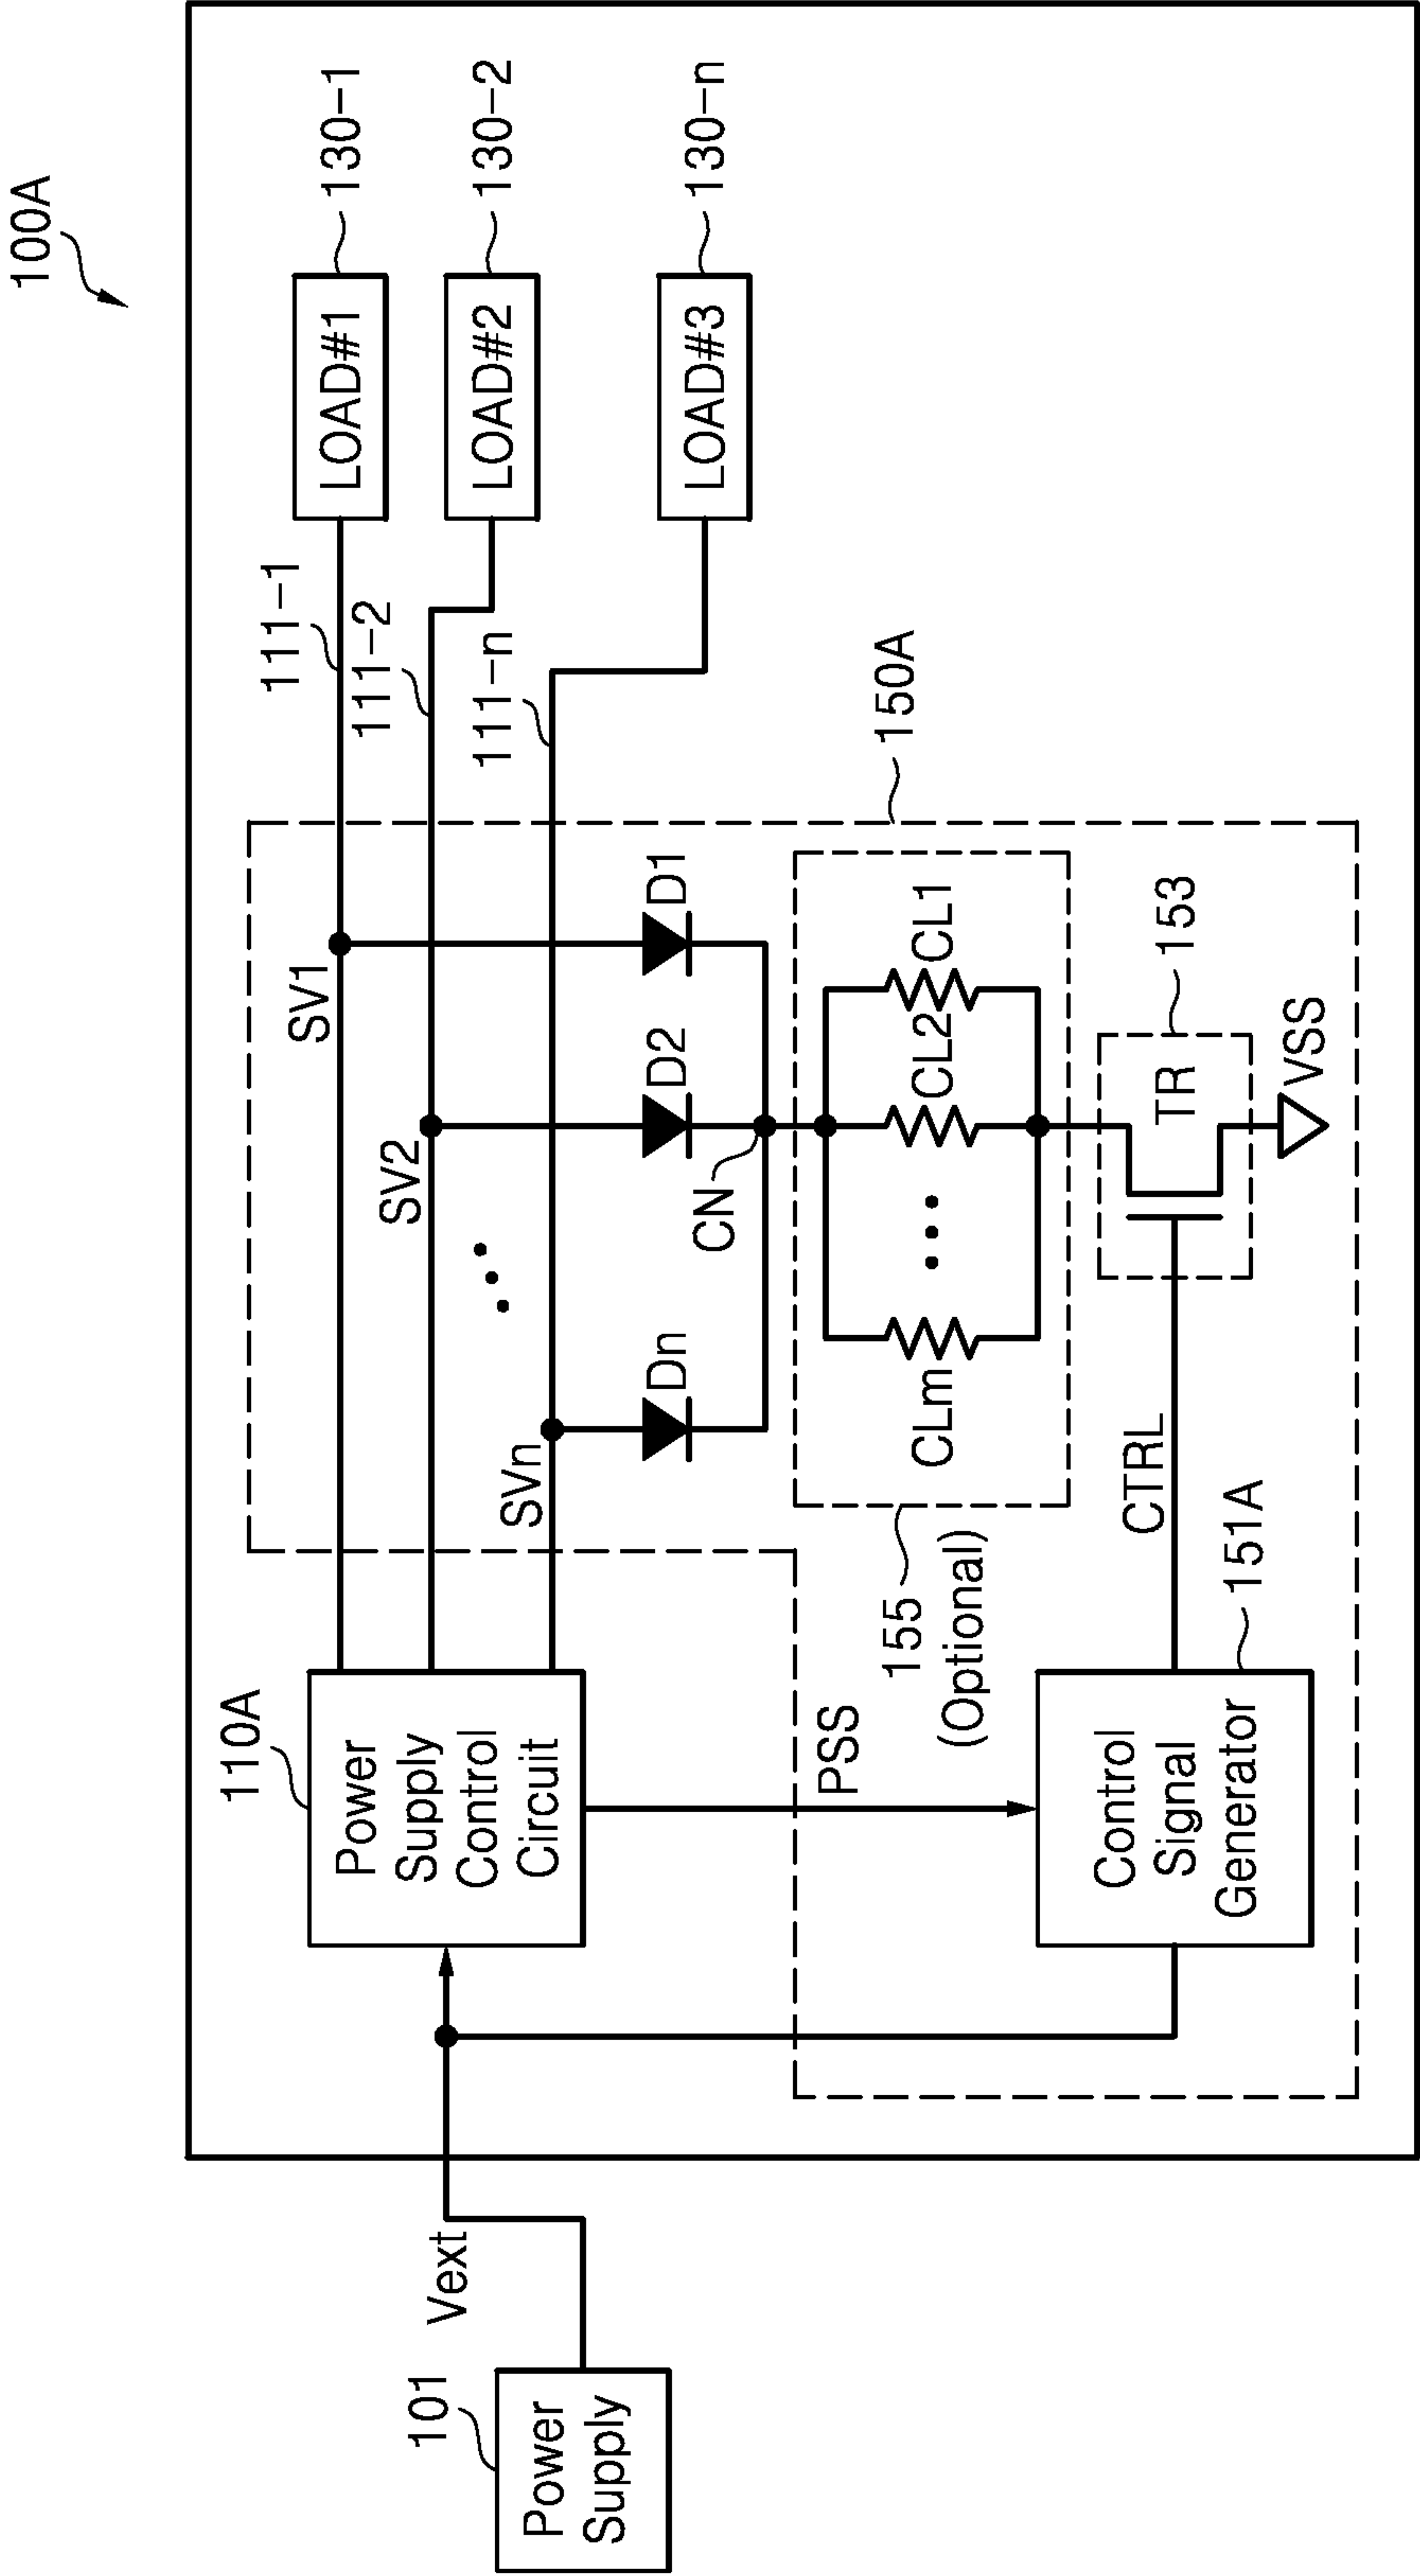 100A
101
Power
Supply
Vext
110A
Power
Supply
Control
Circuit
SV1
SV2
SVn
111-1
111-2
111-n
LOAD#1
130-1
LOAD#2
130-2
LOAD#3
130-n
D1
D2
Dn
CN
150A
CL1
CL2
CLm
155
(Optional)
PSS
153
TR
VSS
CTRL
151A
Control
Signal
Generator